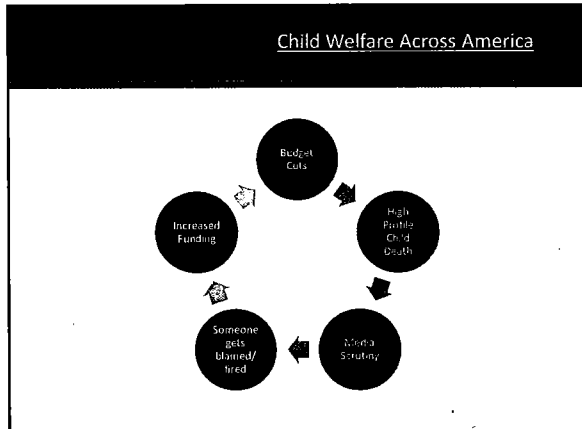 Child Welfare Across America
Budget
Cuts
High
Profile
Child
Death
Media
Scrutiny
Someone
gets
blamed/
fired
Increased
Funding